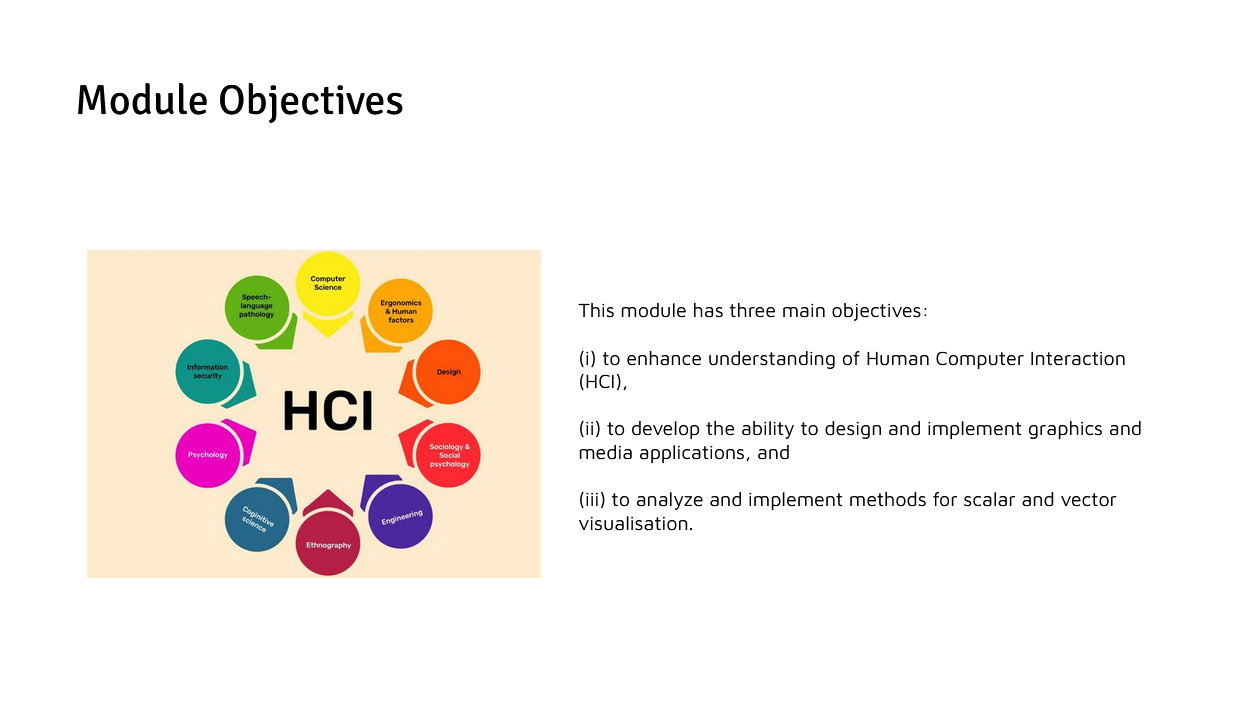 Module Objectives
Computer
Science
Speech-
language
pathology
Ergonomics
& Human
factors
Information
security
Design
HCI
Psychology
Sociology &
Social
psychology
Coginitive
science
Engineering
Ethnography
This module has three main objectives:
(i) to enhance understanding of Human Computer Interaction
(HCI),
(ii) to develop the ability to design and implement graphics and
media applications, and
(iii) to analyze and implement methods for scalar and vector
visualisation.